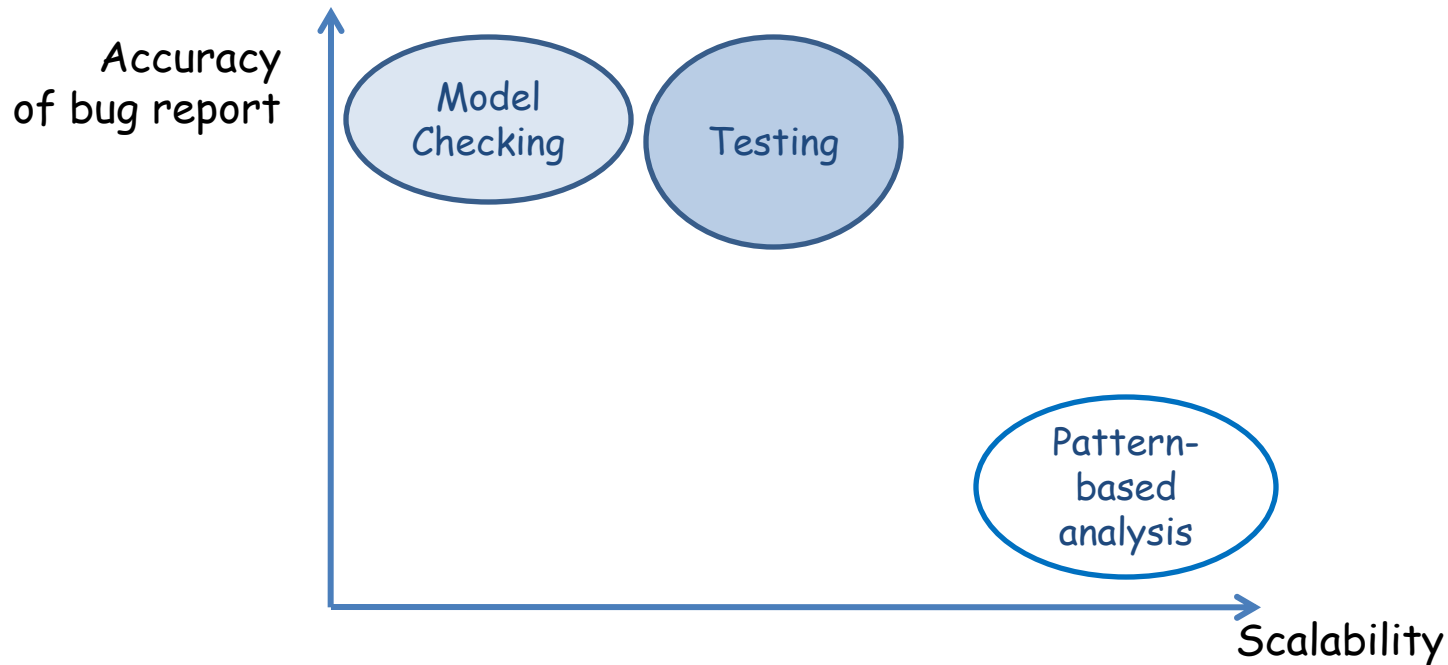 Accuracy
of bug report
Model
Checking
Testing
Pattern-
based
analysis
Scalability